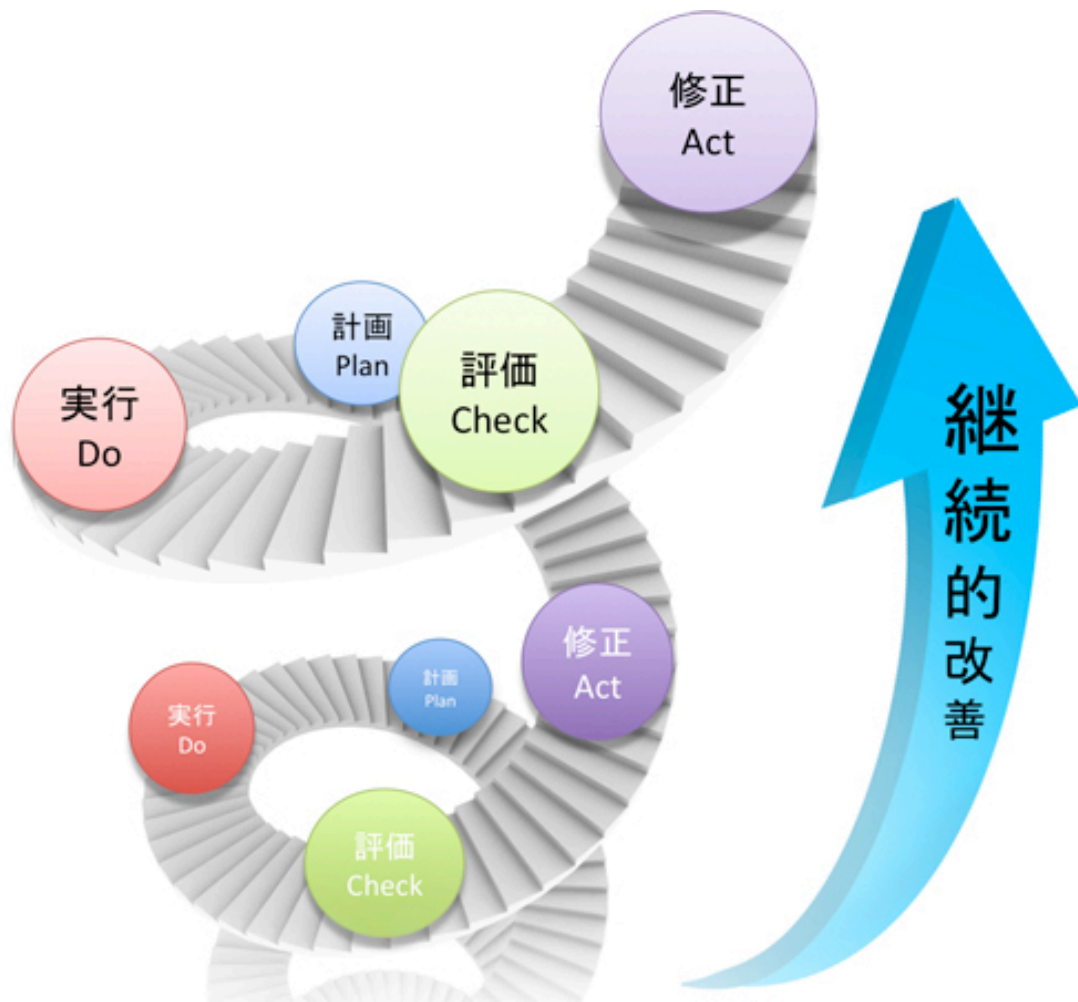 修正
Act
計画
Plan
評価
Check
実行
Do
継続的改善
修正
Act
計画
Plan
実行
Do
評価
Check